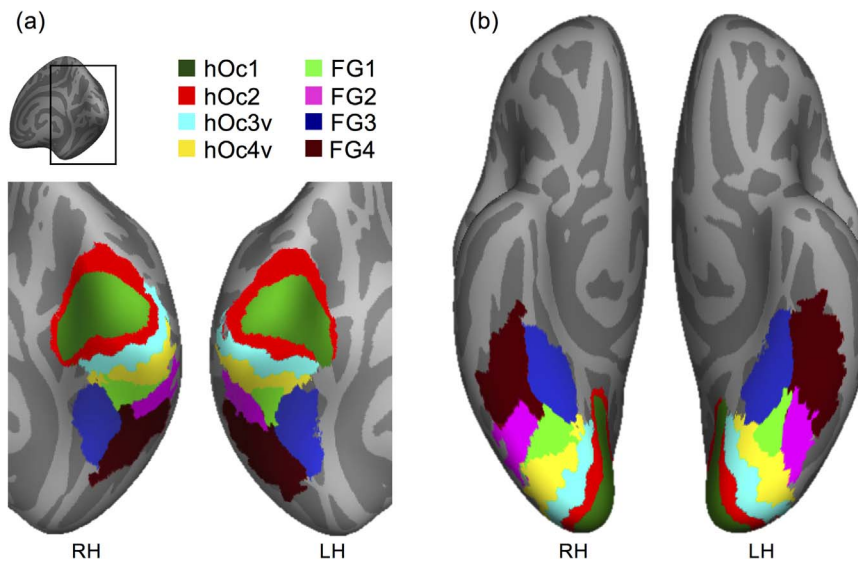 (a)
hOc1 FG1
hOc2 FG2
hOc3v FG3
hOc4v FG4
RH LH
(b)
RH LH